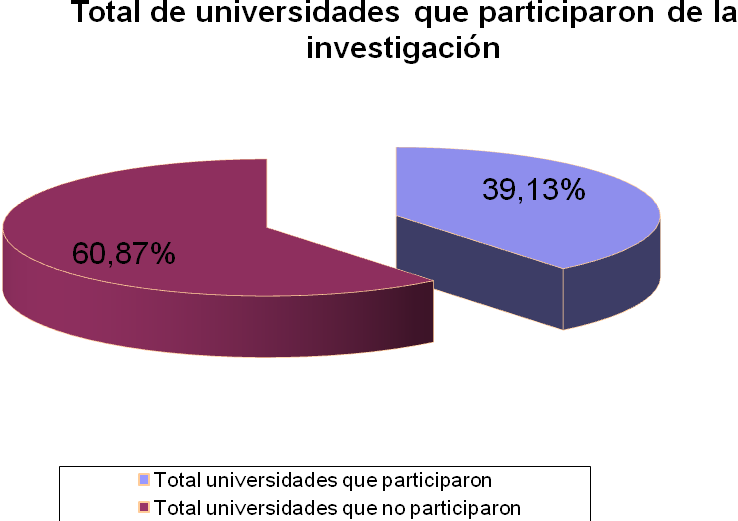 Total de universidades que participaron de la
investigación
39,13%
60,87%
Total universidades que participaron
Total universidades que no participaron